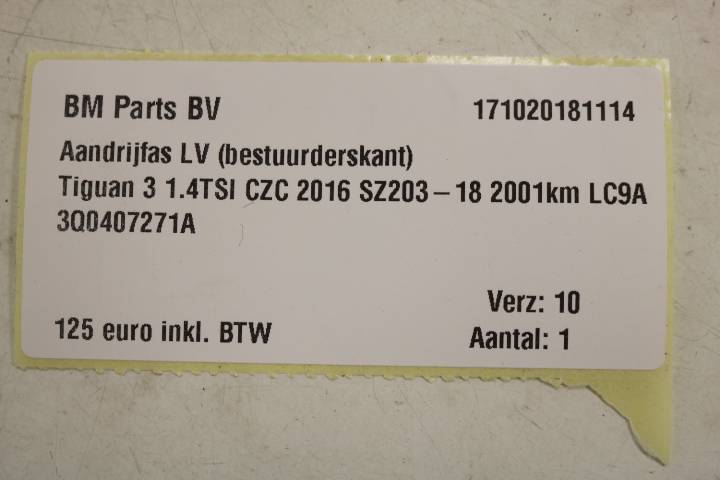 BM Parts BV 171020181114
Aandrijfas LV (bestuurderskant)
Tiguan 3 1.4TSI CZC 2016 SZ203-18 2001km LC9A
3Q0407271A
Verz: 10
125 euro inkl. BTW Aantal: 1